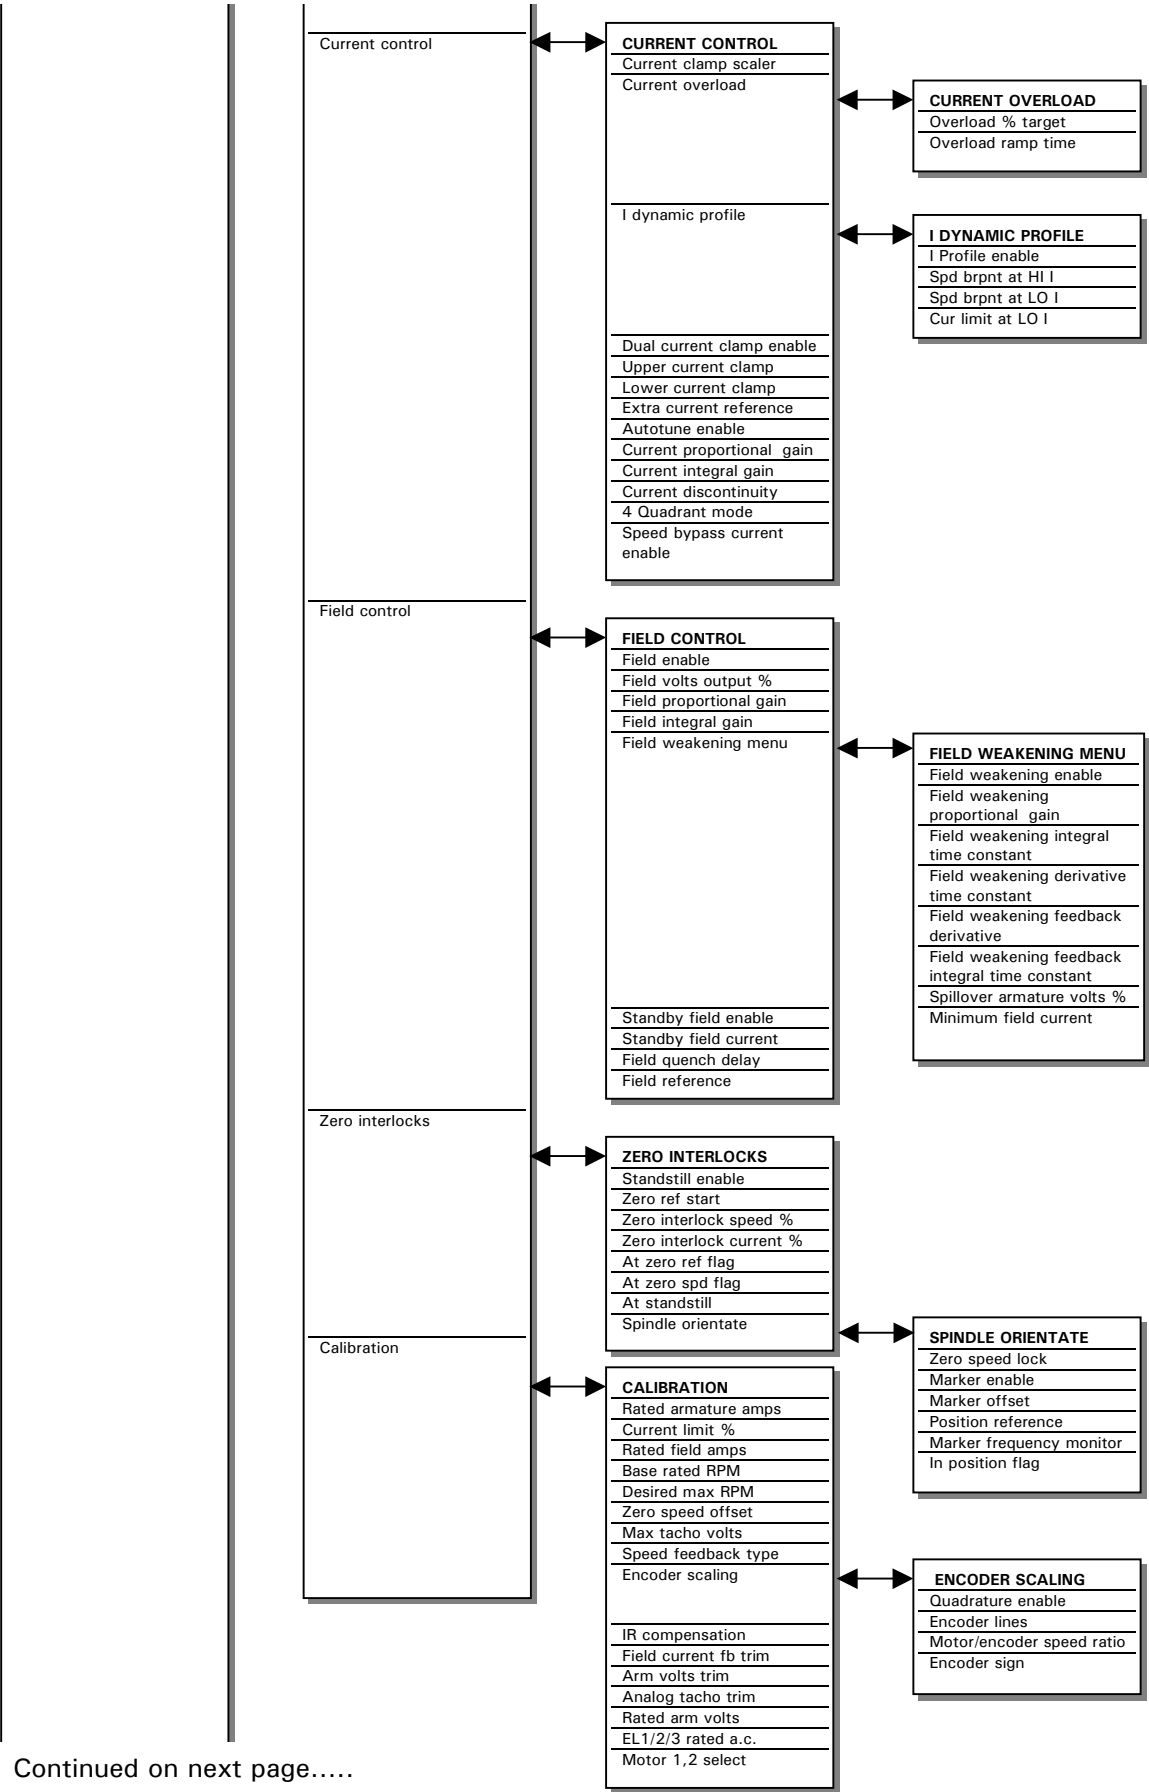 Current control
CURRENT CONTROL
Current clamp scaler
Current overload
CURRENT OVERLOAD
Overload % target
Overload ramp time
I dynamic profile
I DYNAMIC PROFILE
I Profile enable
Spd brpnt at HI I
Spd brpnt at LO I
Cur limit at LO I
Dual current clamp enable
Upper current clamp
Lower current clamp
Extra current reference
Autotune enable
Current proportional  gain
Current integral gain
Current discontinuity
4 Quadrant mode
Speed bypass current
enable
Field control
FIELD CONTROL
Field enable
Field volts output %
Field proportional gain
Field integral gain
Field weakening menu
FIELD WEAKENING MENU
Field weakening enable
Field weakening
proportional  gain
Field weakening integral
time constant
Field weakening derivative
time constant
Field weakening feedback
derivative
Field weakening feedback
integral time constant
Spillover armature volts %
Minimum field current
Standby field enable
Standby field current
Field quench delay
Field reference
Zero interlocks
ZERO INTERLOCKS
Standstill enable
Zero ref start
Zero interlock speed %
Zero interlock current %
At zero ref flag
At zero spd flag
At standstill
Spindle orientate
SPINDLE ORIENTATE
Zero speed lock
Marker enable
Marker offset
Position reference
Marker frequency monitor
In position flag
Calibration
CALIBRATION
Rated armature amps
Current limit %
Rated field amps
Base rated RPM
Desired max RPM
Zero speed offset
Max tacho volts
Speed feedback type
Encoder scaling
ENCODER SCALING
Quadrature enable
Encoder lines
Motor/encoder speed ratio
Encoder sign
IR compensation
Field current fb trim
Arm volts trim
Analog tacho trim
Rated arm volts
EL1/2/3 rated a.c.
Motor 1,2 select
Continued on next page.....